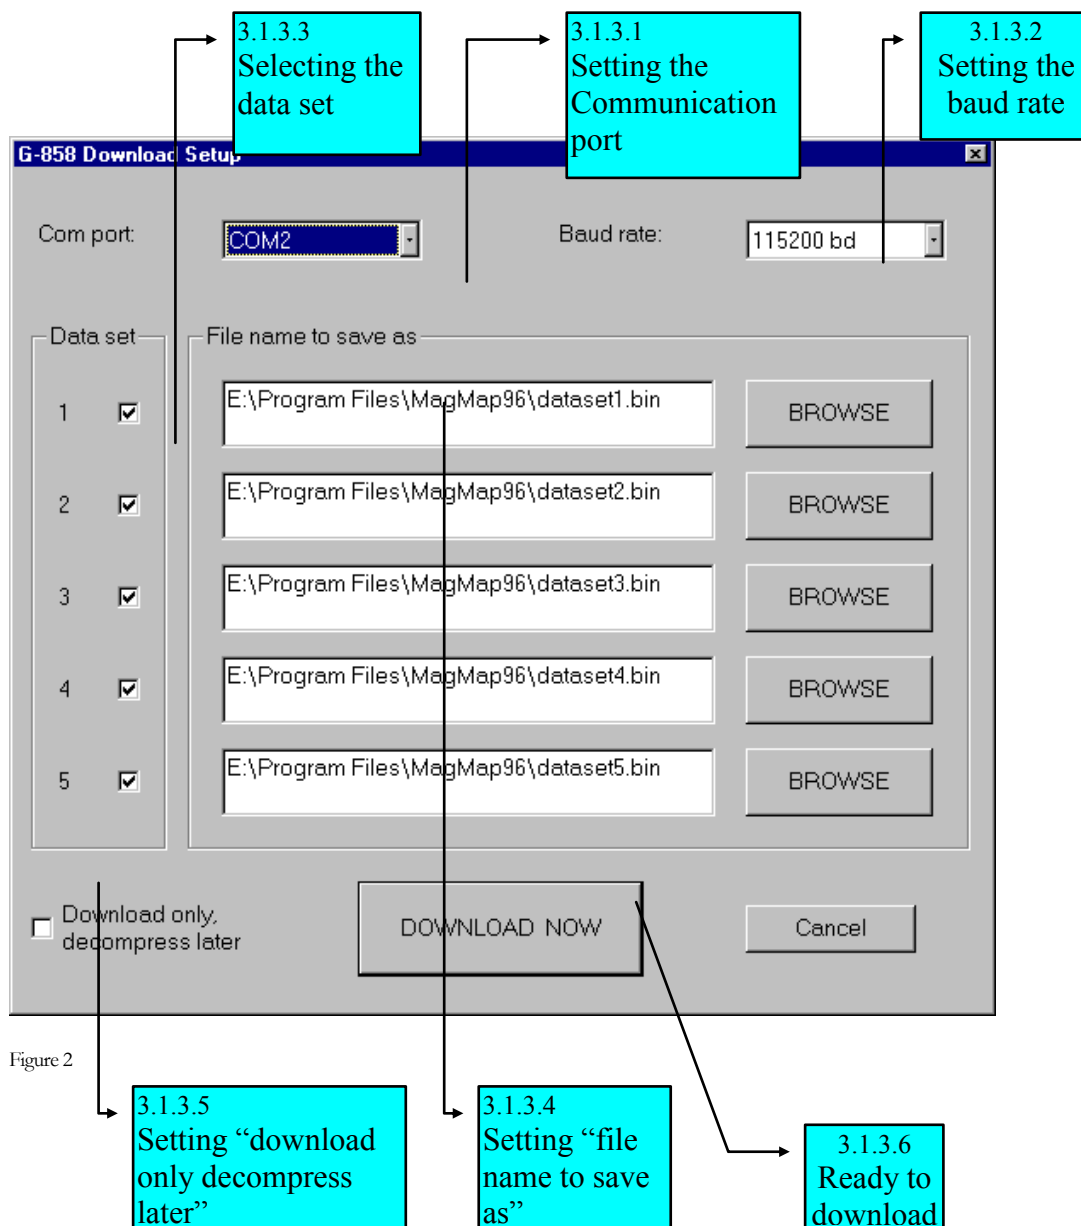 3.1.3.3
Selecting the
data set
3.1.3.1
Setting the
Communication
port
3.1.3.2
Setting the
baud rate
G-858 Download Setup
Com port:
COM2
Baud rate:
115200 bd
Data set
File name to save as
1
E:\Program Files\MagMap96\dataset1.bin
BROWSE
2
E:\Program Files\MagMap96\dataset2.bin
BROWSE
3
E:\Program Files\MagMap96\dataset3.bin
BROWSE
4
E:\Program Files\MagMap96\dataset4.bin
BROWSE
5
E:\Program Files\MagMap96\dataset5.bin
BROWSE
Download only,
decompress later
DOWNLOAD NOW
Cancel
Figure 2
3.1.3.5
Setting “download
only decompress
later”
3.1.3.4
Setting “file
name to save
as”
3.1.3.6
Ready to
download